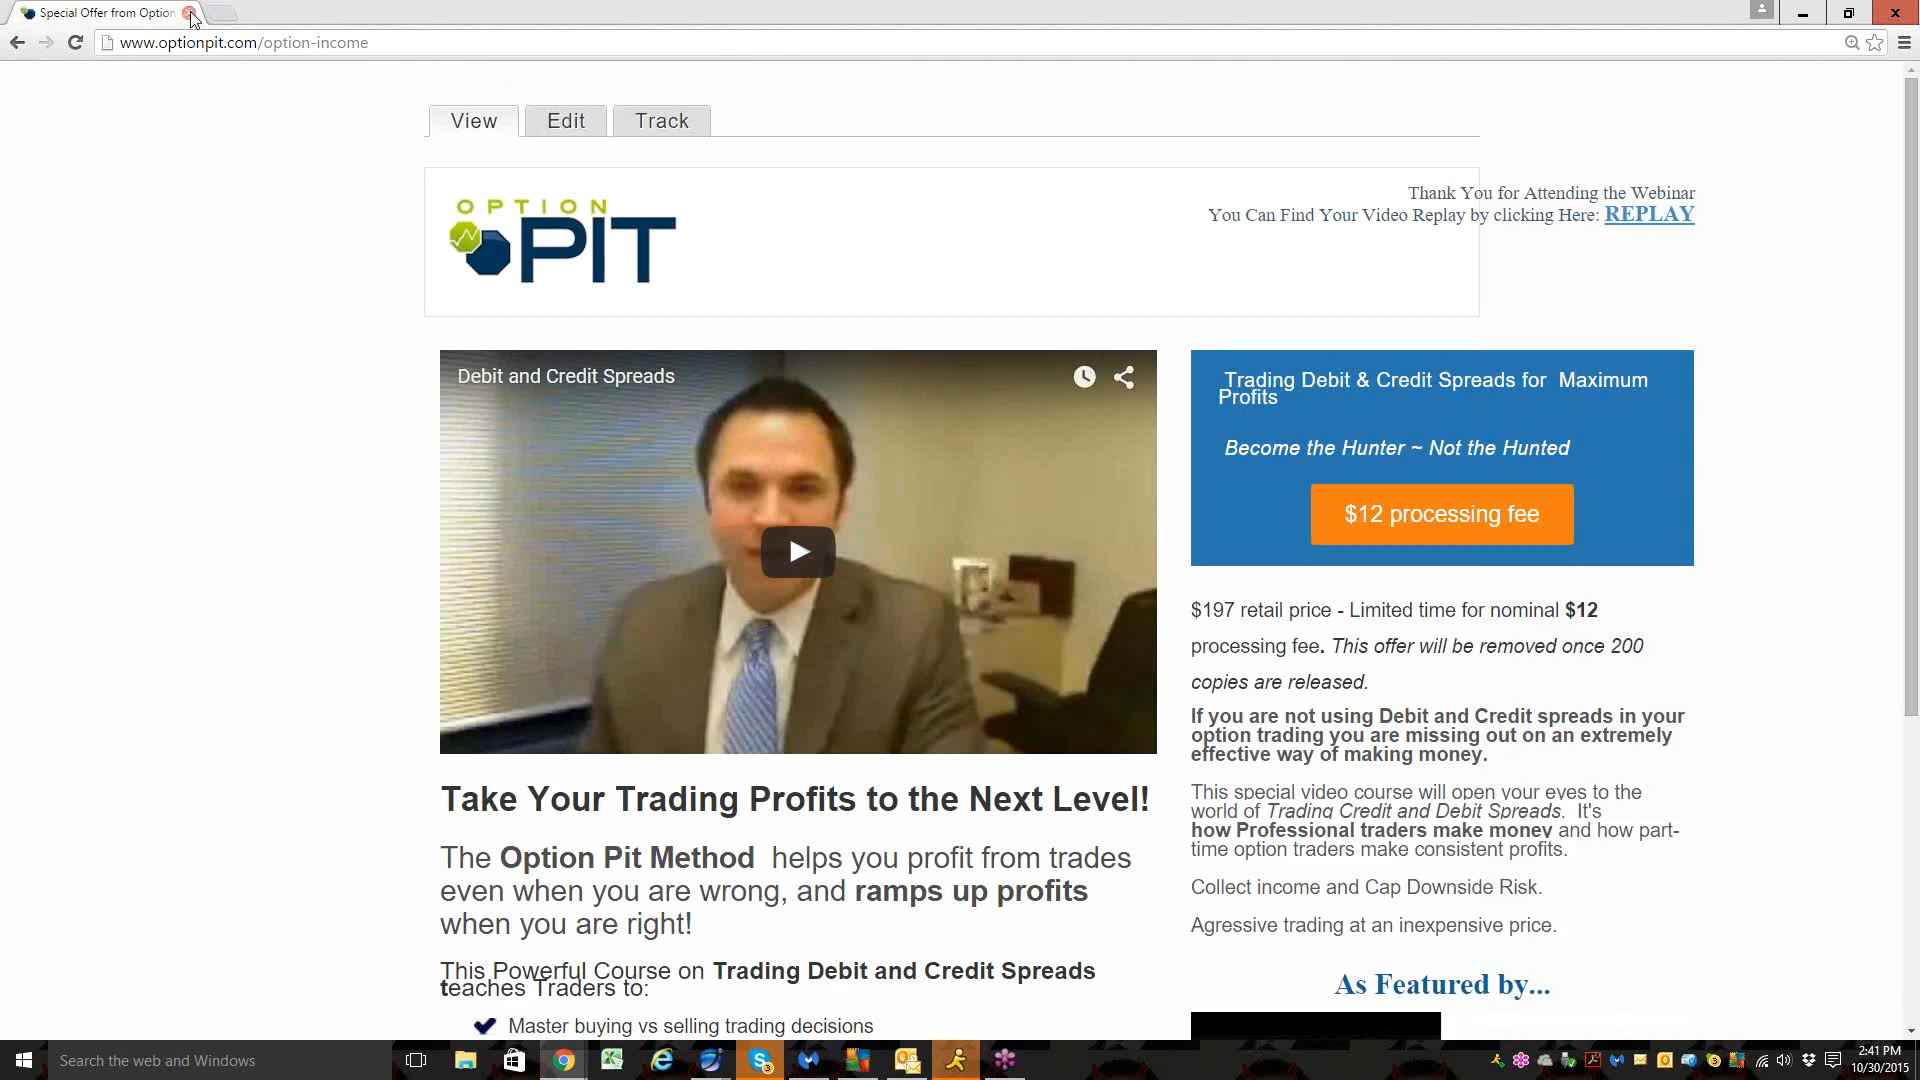 Special Offer from Option
www.optionpit.com/option-income
View
Edit
Track
OPTION
PIT
Thank You for Attending the Webinar
You Can Find Your Video Replay by clicking Here: REPLAY
Debit and Credit Spreads
Trading Debit & Credit Spreads for Maximum
Profits
Become the Hunter ~ Not the Hunted
$12 processing fee
$197 retail price - Limited time for nominal $12
processing fee. This offer will be removed once 200
copies are released.
If you are not using Debit and Credit spreads in your
option trading you are missing out on an extremely
effective way of making money.
This special video course will open your eyes to the
world of Trading Credit and Debit Spreads. It's
how Professional traders make money and how part-
time option traders make consistent profits.
Collect income and Cap Downside Risk.
Agressive trading at an inexpensive price.
As Featured by...
Take Your Trading Profits to the Next Level!
The Option Pit Method helps you profit from trades
even when you are wrong, and ramps up profits
when you are right!
This Powerful Course on Trading Debit and Credit Spreads
teaches Traders to:
Master buying vs selling trading decisions
Search the web and Windows
2:41 PM
10/30/2015